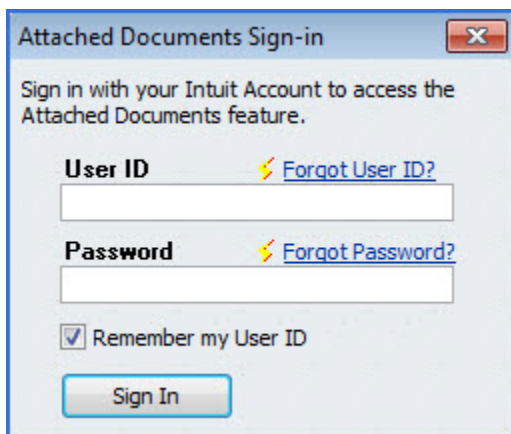 Attached Documents Sign-in
Sign in with your Intuit Account to access the
Attached Documents feature.
User ID Forgot User ID?
Password Forgot Password?
Remember my User ID
Sign In